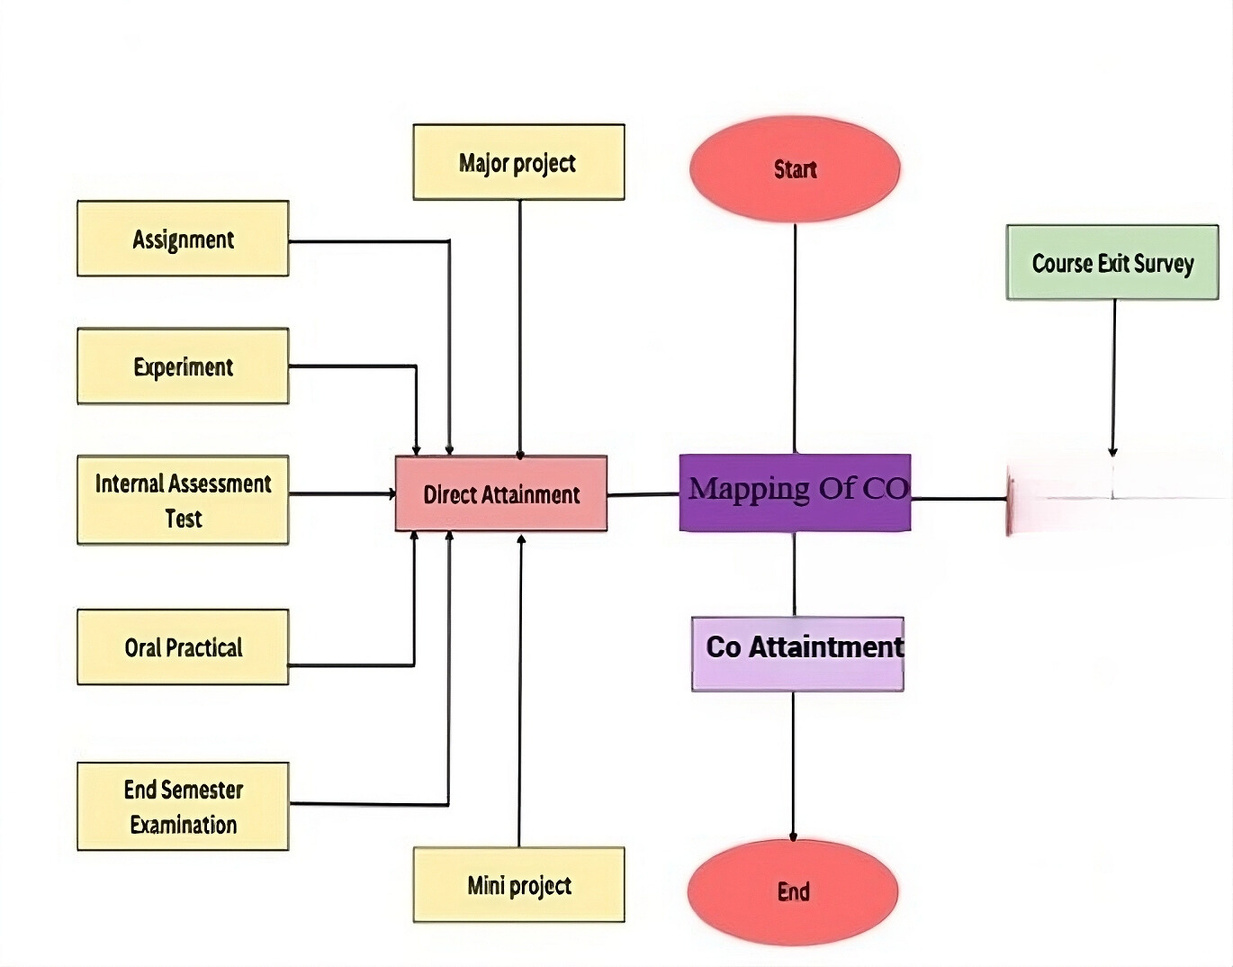 Major project
Start
Assignment
Course Exit Survey
Experiment
Internal Assessment
Test
Direct Attainment
Mapping Of CO
Oral Practical
Co Attaintment
End Semester
Examination
Mini project
End